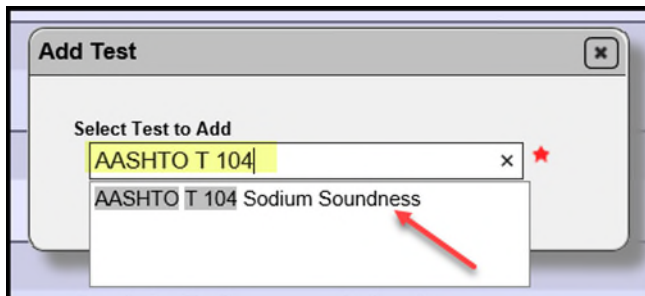 Add Test
Select Test to Add
AASHTO T 104
AASHTO T 104 Sodium Soundness